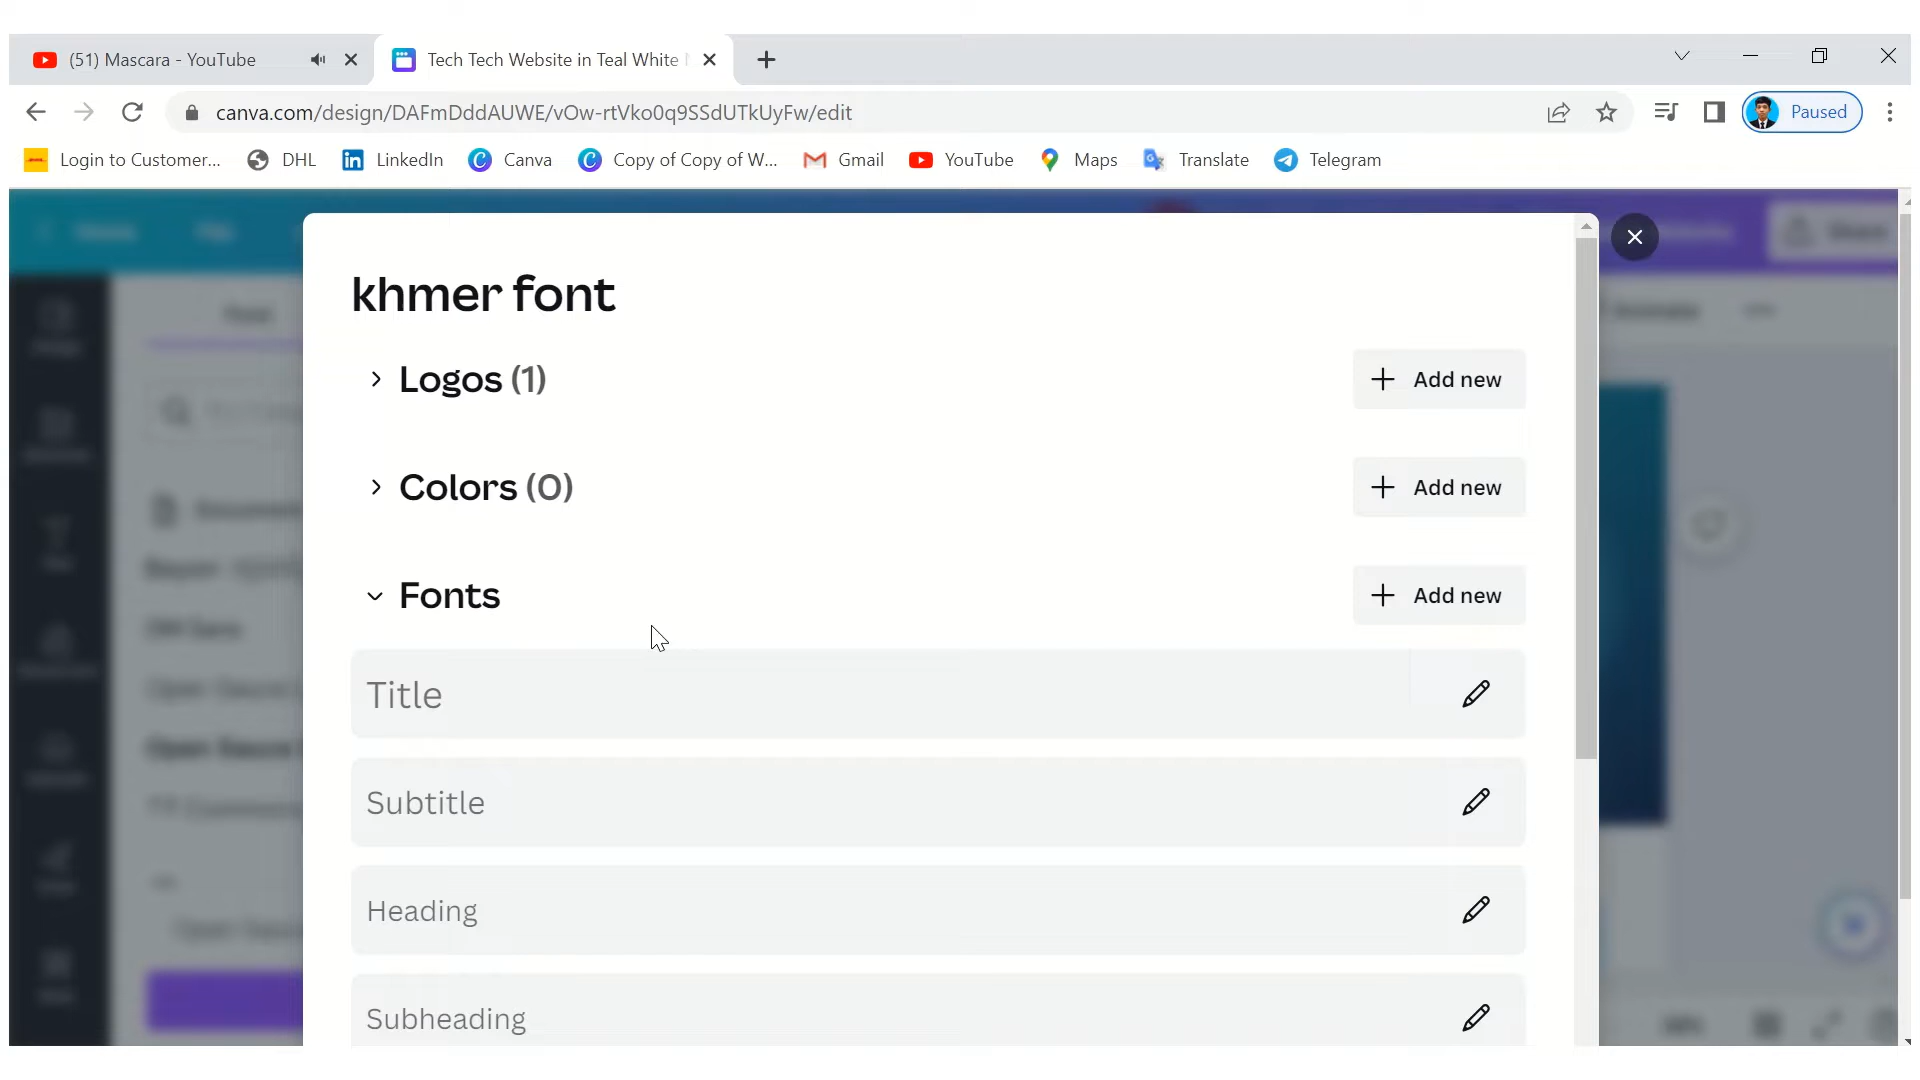 (51) Mascara - YouTube
Tech Tech Website in Teal White
canva.com/design/DAFmDddAUWE/vOw-rtVko0q9SSdUTkUyFw/edit
Paused
Login to Customer...
DHL
LinkedIn
Canva
Copy of Copy of W...
Gmail
YouTube
Maps
Translate
Telegram
khmer font
Logos (1)
Add new
Colors (0)
Add new
Fonts
Add new
Title
Subtitle
Heading
Subheading